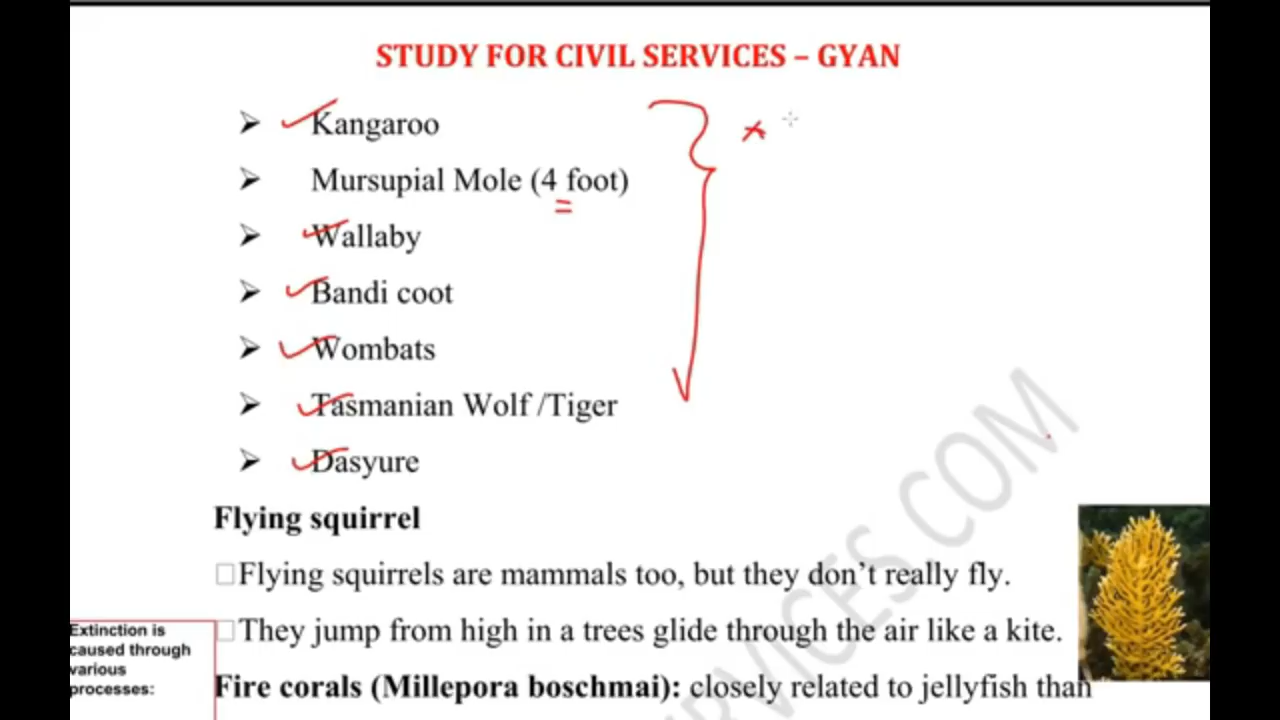 STUDY FOR CIVIL SERVICES – GYAN
➢ Kangaroo
➢ Mursupial Mole (4 foot)
➢ Wallaby
➢ Bandi coot
➢ Wombats
➢ Tasmanian Wolf /Tiger
➢ Dasyure
Flying squirrel
□Flying squirrels are mammals too, but they don’t really fly.
□They jump from high in a trees glide through the air like a kite.
Extinction is
caused through
various
processes:
Fire corals (Millepora boschmai): closely related to jellyfish than
RVICES.COM